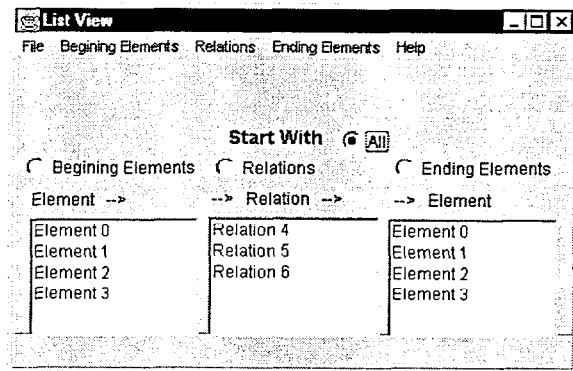 List View
File Begining Elements Relations Ending Elements Help
Start With All
Begining Elements Relations Ending Elements
Element --> --> Relation --> --> Element
Element 0 Relation 4 Element 0
Element 1 Relation 5 Element 1
Element 2 Relation 6 Element 2
Element 3 Element 3